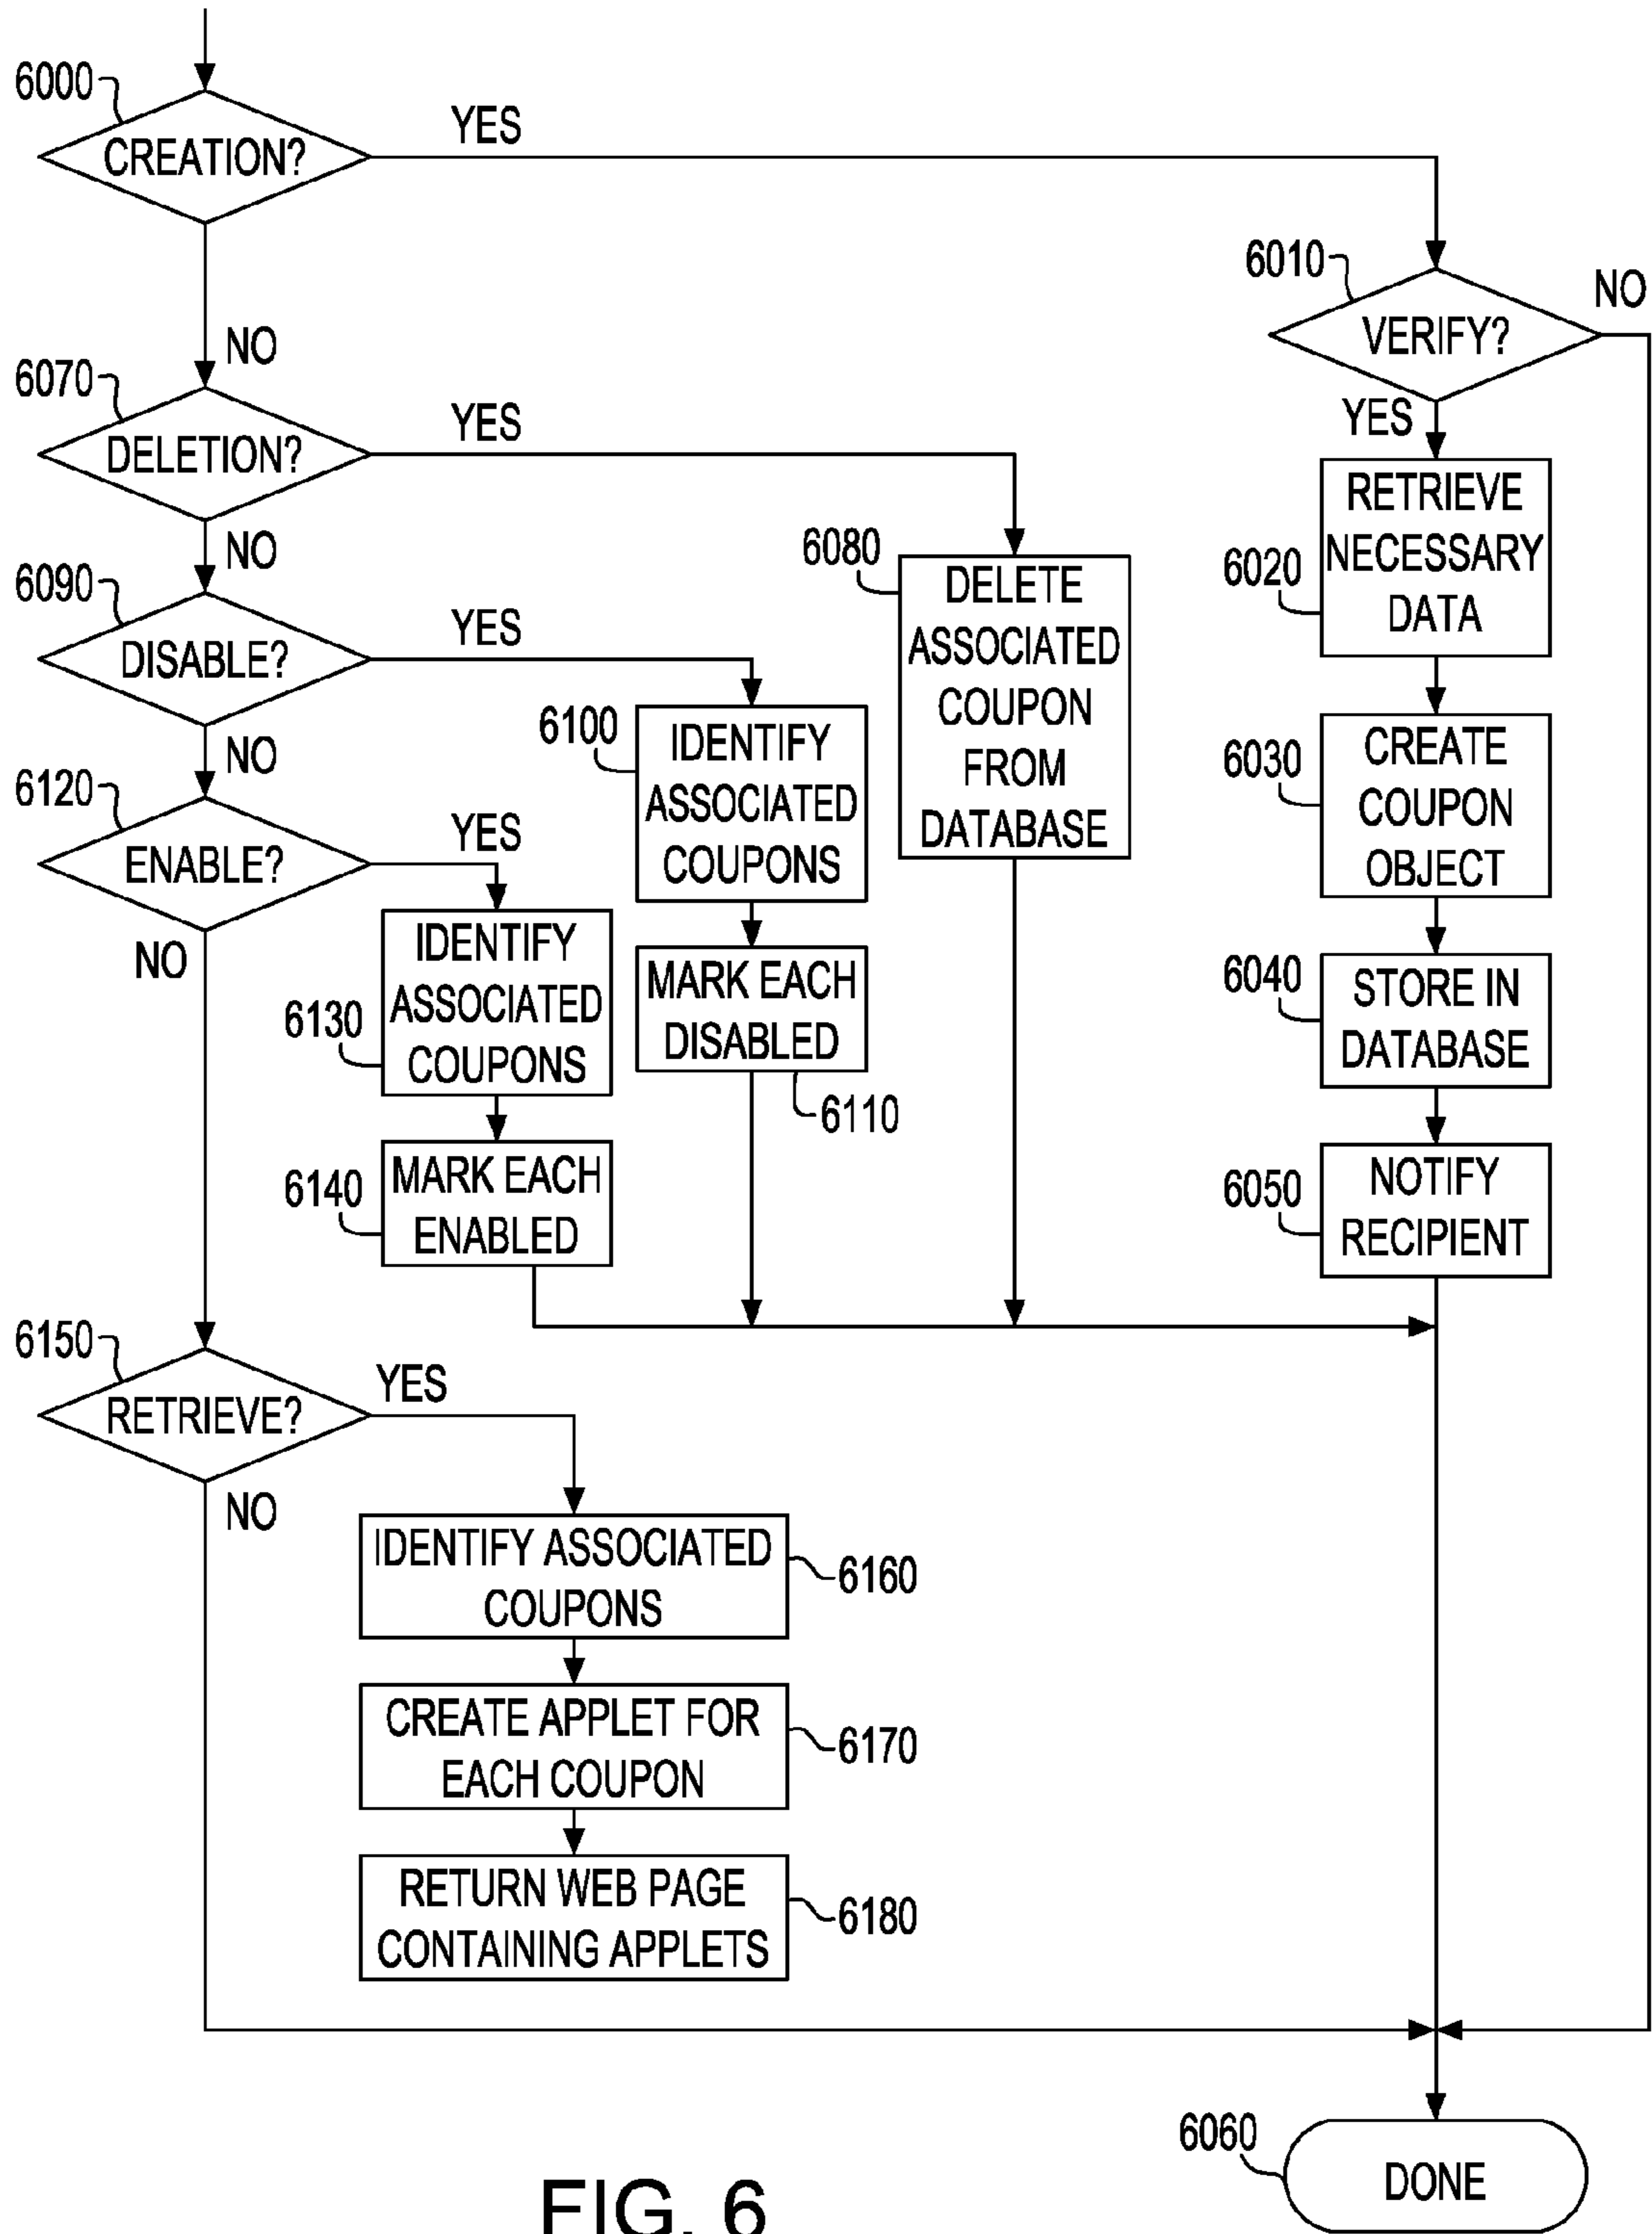 6000
CREATION?
YES
6010
NO
VERIFY?
NO
YES
6070
DELETION?
YES
RETRIEVE
NECESSARY
DATA
6020
NO
6080
DELETE
ASSOCIATED
COUPON
FROM
DATABASE
6090
DISABLE?
YES
6100
IDENTIFY
ASSOCIATED
COUPONS
6030
CREATE
COUPON
OBJECT
NO
6120
ENABLE?
YES
NO
IDENTIFY
ASSOCIATED
COUPONS
6130
MARK EACH
DISABLED
6110
6040
STORE IN
DATABASE
6140
MARK EACH
ENABLED
6050
NOTIFY
RECIPIENT
6150
RETRIEVE?
YES
NO
IDENTIFY ASSOCIATED
COUPONS
6160
CREATE APPLET FOR
EACH COUPON
6170
RETURN WEB PAGE
CONTAINING APPLETS
6180
6060
DONE
FIG. 6